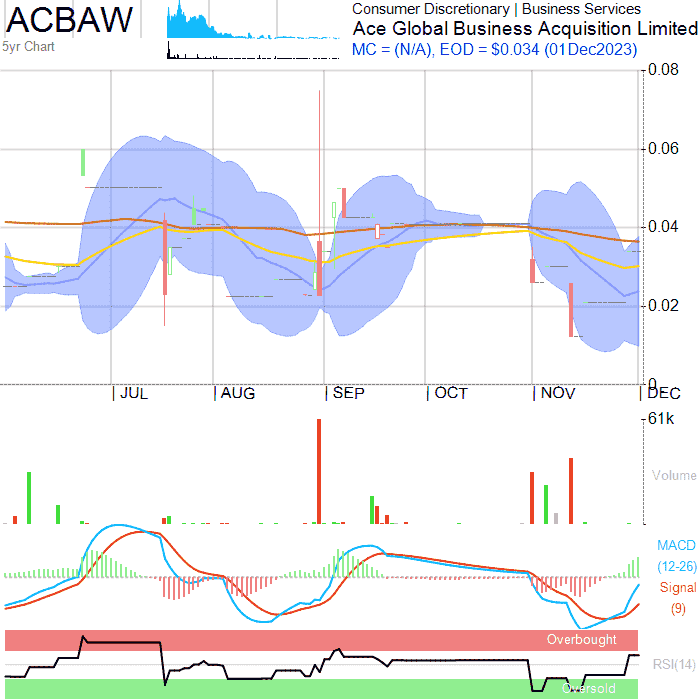 ACBAW
5yr Chart
Consumer Discretionary | Business Services
Ace Global Business Acquisition Limited
MC = (N/A), EOD = $0.034 (01Dec2023)
0.08
0.06
0.04
0.02
0
JUL AUG SEP OCT NOV DEC
61k
Volume
MACD
(12-26)
Signal
(9)
Overbought
RSI(14)
Oversold